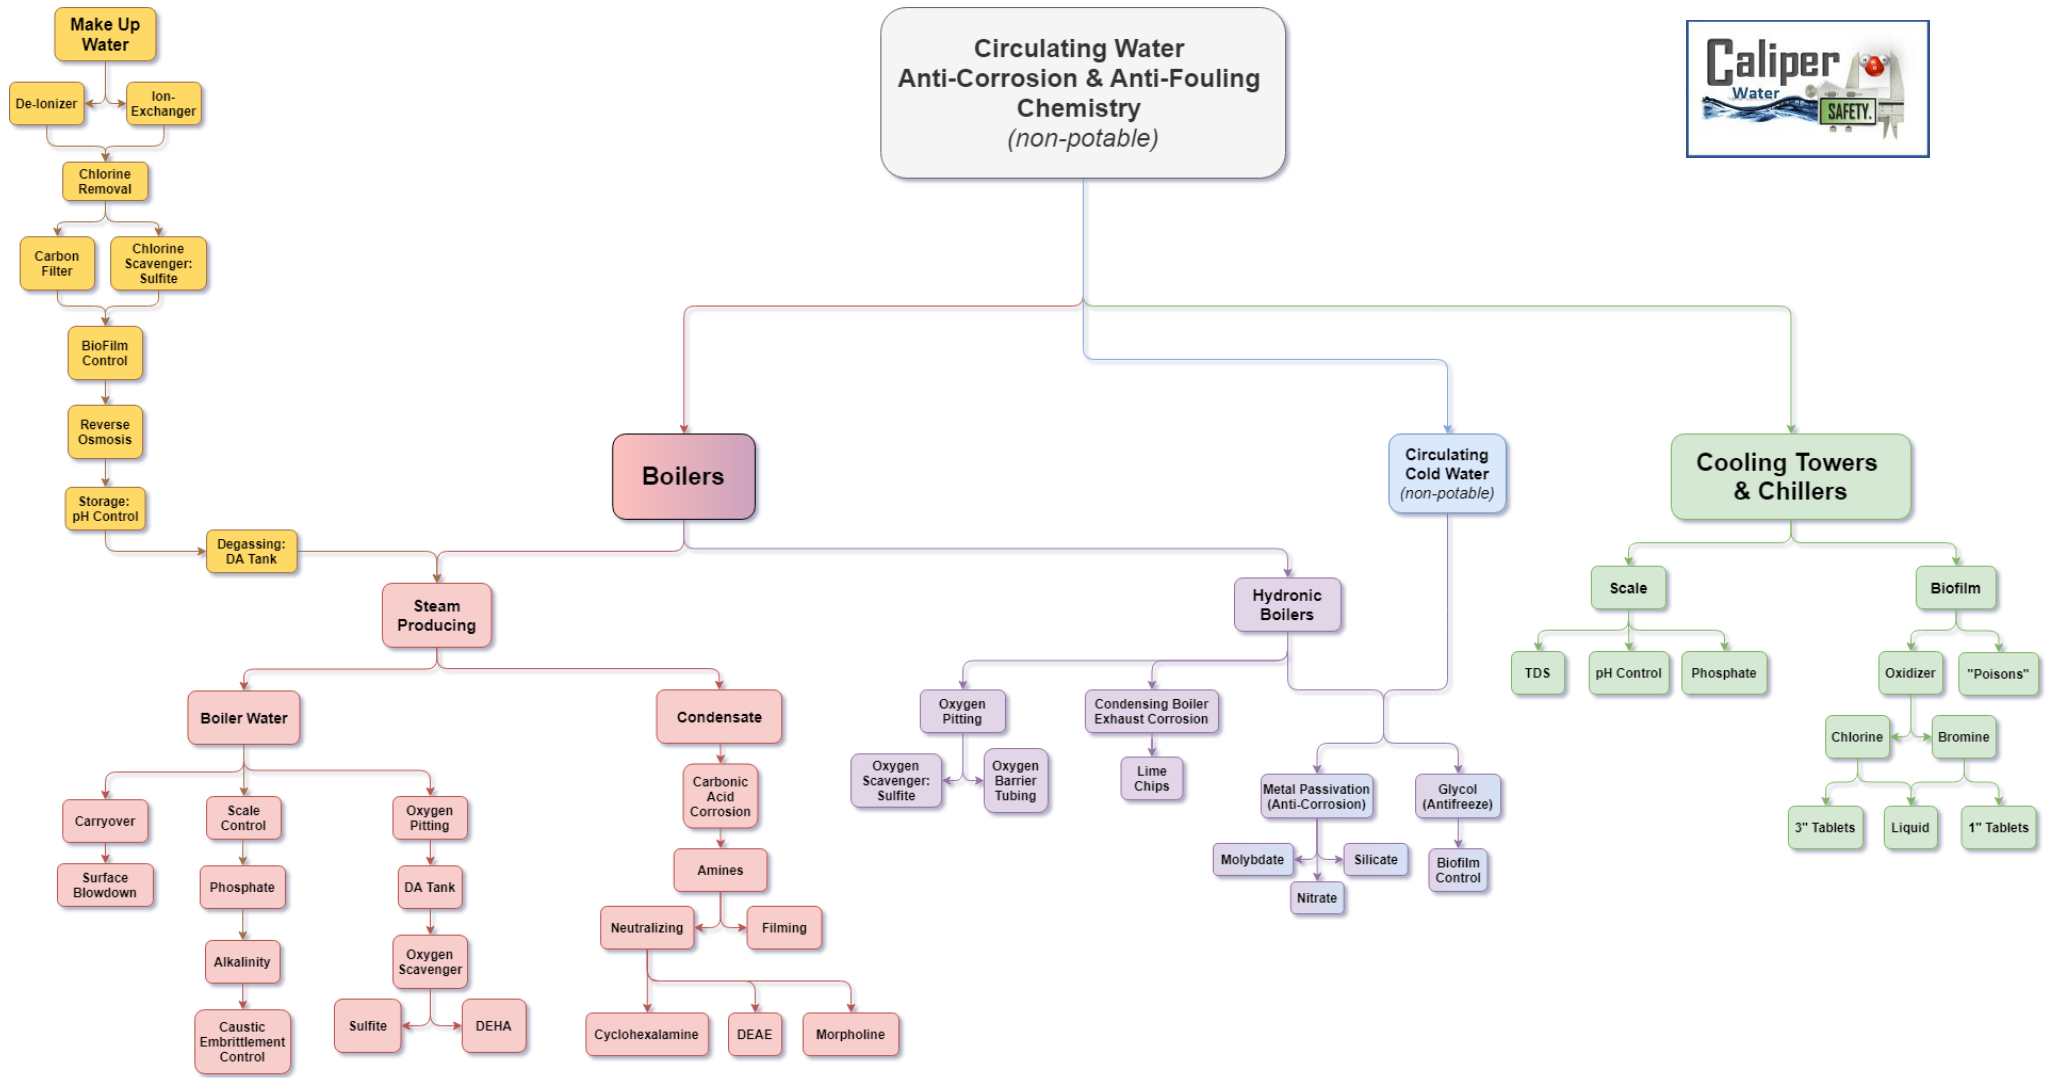 Make Up
Water
De-Ionizer
Ion-
Exchanger
Chlorine
Removal
Carbon
Filter
Chlorine
Scavenger:
Sulfite
BioFilm
Control
Reverse
Osmosis
Storage:
pH Control
Degassing:
DA Tank
Circulating Water
Anti-Corrosion & Anti-Fouling
Chemistry
(non-potable)
Caliper
Water
SAFETY.
Boilers
Circulating
Cold Water
(non-potable)
Cooling Towers
& Chillers
Steam
Producing
Hydronic
Boilers
Scale
Biofilm
TDS
pH Control
Phosphate
Oxidizer
"Poisons"
Chlorine
Bromine
3" Tablets
Liquid
1" Tablets
Boiler Water
Condensate
Carryover
Surface
Blowdown
Scale
Control
Phosphate
Alkalinity
Caustic
Embrittlement
Control
Oxygen
Pitting
DA Tank
Oxygen
Scavenger
Sulfite
DEHA
Carbonic
Acid
Corrosion
Amines
Neutralizing
Filming
Cyclohexalamine
DEAE
Morpholine
Oxygen
Pitting
Oxygen
Scavenger:
Sulfite
Oxygen
Barrier
Tubing
Condensing Boiler
Exhaust Corrosion
Lime
Chips
Metal Passivation
(Anti-Corrosion)
Molybdate
Silicate
Nitrate
Glycol
(Antifreeze)
Biofilm
Control